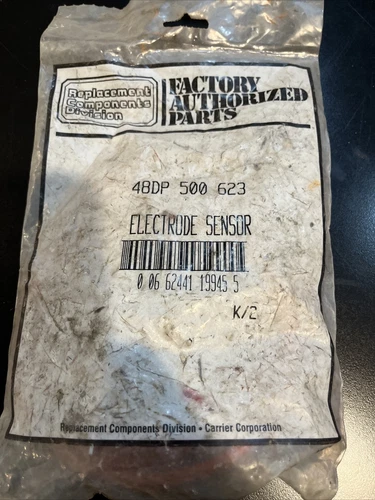 Replacement
Components
Division
FACTORY
AUTHORIZED
PARTS
48DP 500 623
ELECTRODE SENSOR
0 06 62441 19945 5
K/2
Replacement Components Division • Carrier Corporation